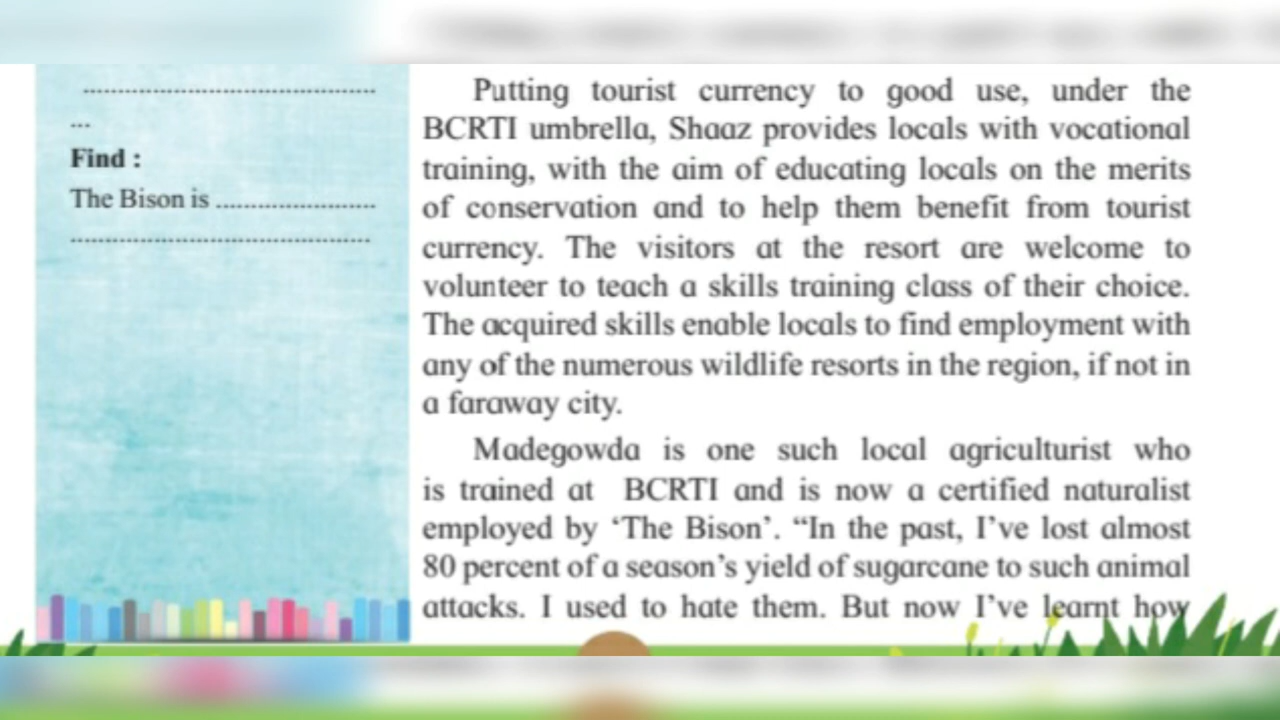 .............................................
...
Find :
The Bison is ........................
..............................................
Putting tourist currency to good use, under the
BCRTI umbrella, Shaaz provides locals with vocational
training, with the aim of educating locals on the merits
of conservation and to help them benefit from tourist
currency. The visitors at the resort are welcome to
volunteer to teach a skills training class of their choice.
The acquired skills enable locals to find employment with
any of the numerous wildlife resorts in the region, if not in
a faraway city.
Madegowda is one such local agriculturist who
is trained at BCRTI and is now a certified naturalist
employed by ‘The Bison’. “In the past, I’ve lost almost
80 percent of a season’s yield of sugarcane to such animal
attacks. I used to hate them. But now I’ve learnt how